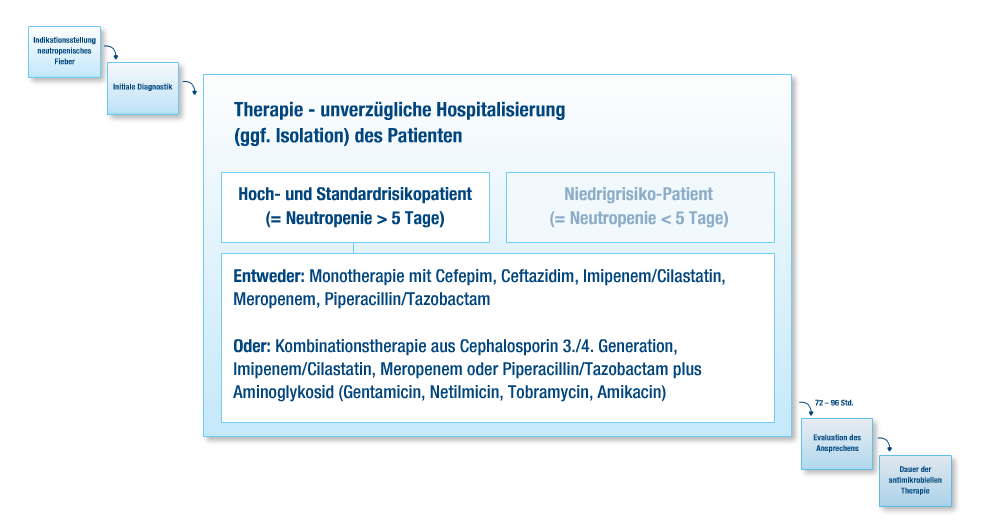 Indikationsstellung
neutropenisches
Fieber
Initiale Diagnostik
Therapie - unverzügliche Hospitalisierung
(ggf. Isolation) des Patienten
Hoch- und Standardrisikopatient
(= Neutropenie > 5 Tage)
Niedrigrisiko-Patient
(= Neutropenie < 5 Tage)
Entweder: Monotherapie mit Cefepim, Ceftazidim, Imipenem/Cilastatin,
Meropenem, Piperacillin/Tazobactam
Oder: Kombinationstherapie aus Cephalosporin 3./4. Generation,
Imipenem/Cilastatin, Meropenem oder Piperacillin/Tazobactam plus
Aminoglykosid (Gentamicin, Netilmicin, Tobramycin, Amikacin)
72 – 96 Std.
Evaluation des
Ansprechens
Dauer der
antimikrobiellen
Therapie